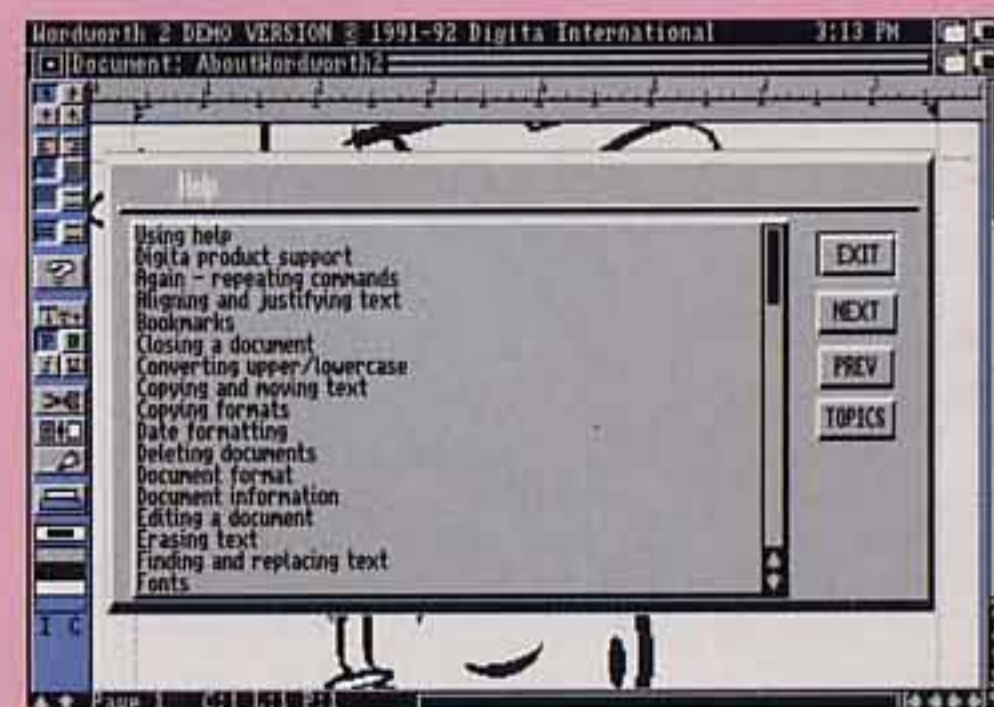 Wordworth 2 DEMO VERSION © 1991-92 Digita International 3:13 PM
Document: AboutWordworth2
Help
Using help
Digita product support
Again - repeating commands
Aligning and justifying text
Bookmarks
Closing a document
Converting upper/lowercase
Copying and moving text
Copying formats
Date formatting
Deleting documents
Document format
Document information
Editing a document
Erasing text
Finding and replacing text
Fonts
EXIT
NEXT
PREV
TOPICS
I C